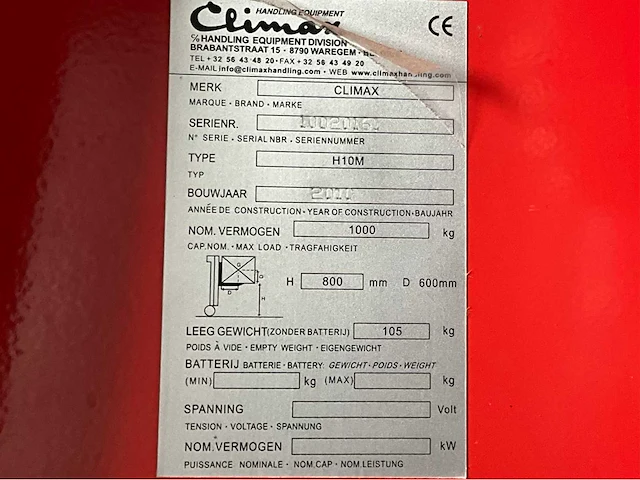 HANDLING EQUIPMENT
Climax
CE
% HANDLING EQUIPMENT DIVISION
BRABANTSTRAAT 15 - 8790 WAREGEM -
TEL + 32 56 43 48 20 • FAX + 32 56 43 49 20
E-MAIL info@climaxhandling.com • WEB www.climaxhandling.com
MERK CLIMAX
MARQUE • BRAND • MARKE
SERIENR.
N° SERIE • SERIAL NBR • SERIENNUMMER
TYPE H10M
TYP
BOUWJAAR
ANNÉE DE CONSTRUCTION • YEAR OF CONSTRUCTION • BAUJAHR
NOM. VERMOGEN 1000 kg
CAP. NOM. • MAX LOAD • TRAGFAHIGKEIT
H 800 mm D 600mm
D
H
LEEG GEWICHT(ZONDER BATTERIJ) 105 kg
POIDS À VIDE • EMPTY WEIGHT • EIGENGEWICHT
BATTERIJ BATTERIE • BATTERY: GEWICHT • POIDS • WEIGHT
(MIN) kg (MAX) kg
SPANNING Volt
TENSION • VOLTAGE • SPANNUNG
NOM. VERMOGEN kW
PUISSANCE NOMINALE • NOM.CAP • NOM.LEISTUNG